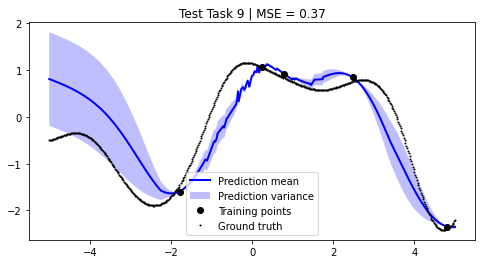 Test Task 9 | MSE = 0.37
2
1
0
−1
−2
Prediction mean
Prediction variance
Training points
Ground truth
−4 −2 0 2 4